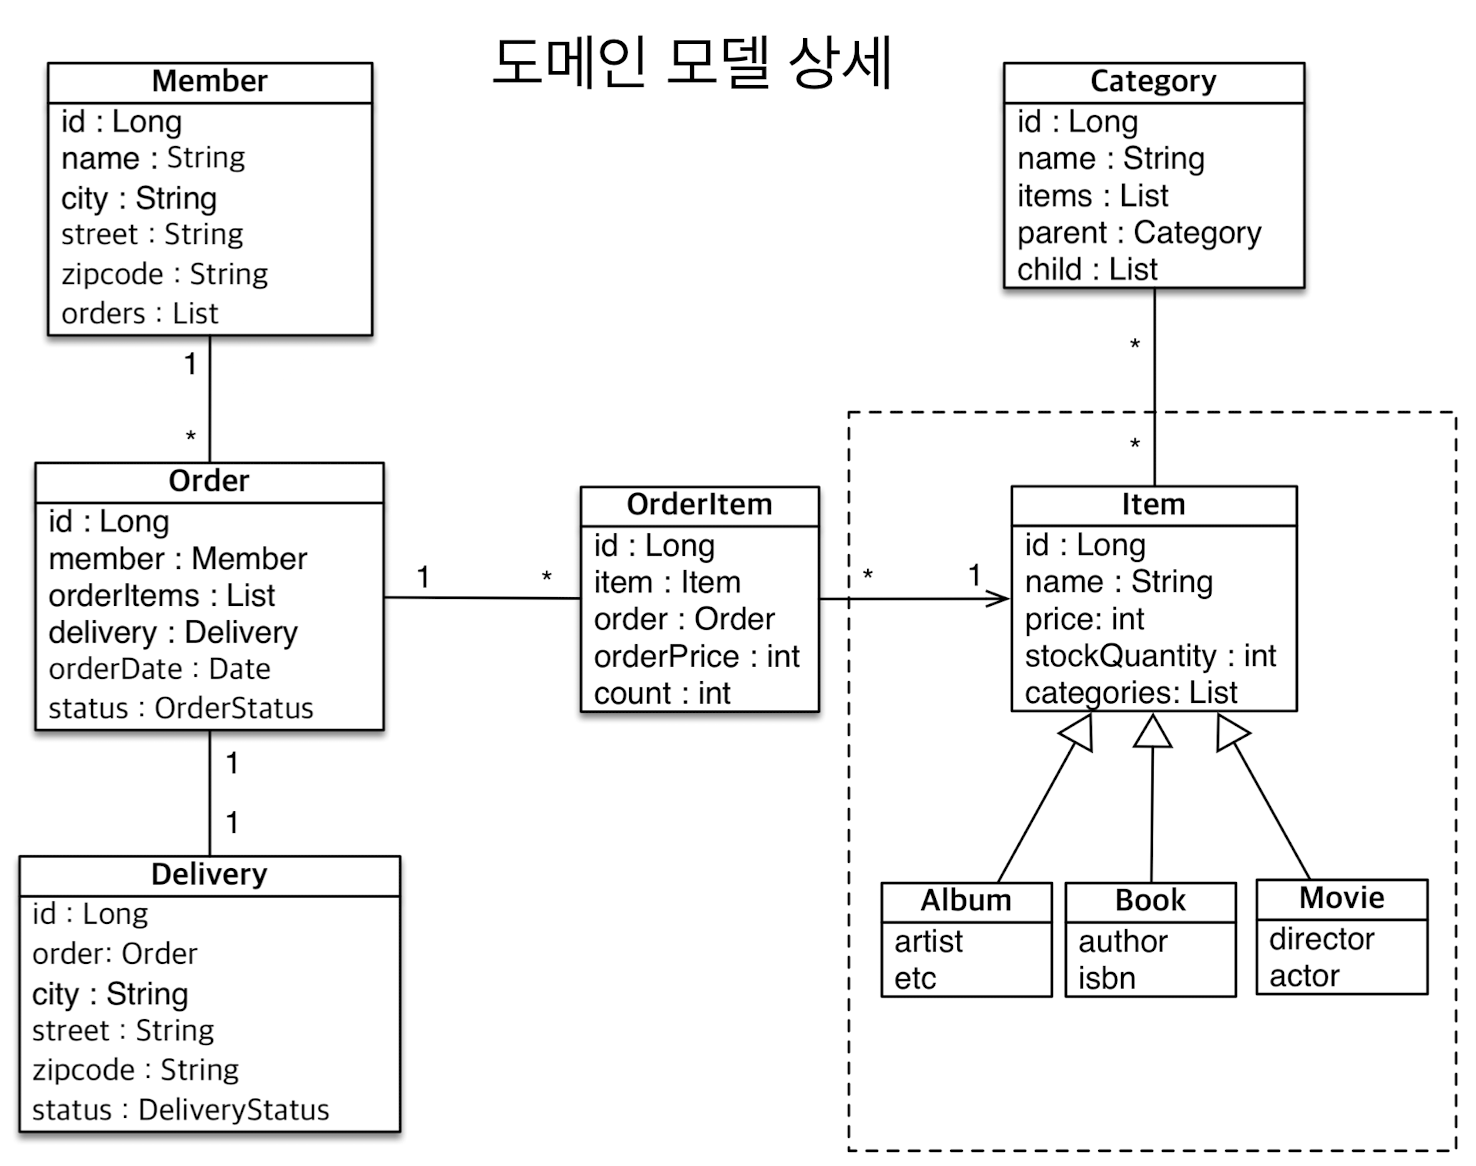 도메인 모델 상세
Member
id : Long
name : String
city : String
street : String
zipcode : String
orders : List
Category
id : Long
name : String
items : List
parent : Category
child : List
1
*
*
*
Order
id : Long
member : Member
orderItems : List
delivery : Delivery
orderDate : Date
status : OrderStatus
1
*
OrderItem
id : Long
item : Item
order : Order
orderPrice : int
count : int
*
1
Item
id : Long
name : String
price: int
stockQuantity : int
categories: List
1
1
Delivery
id : Long
order: Order
city : String
street : String
zipcode : String
status : DeliveryStatus
Album
artist
etc
Book
author
isbn
Movie
director
actor